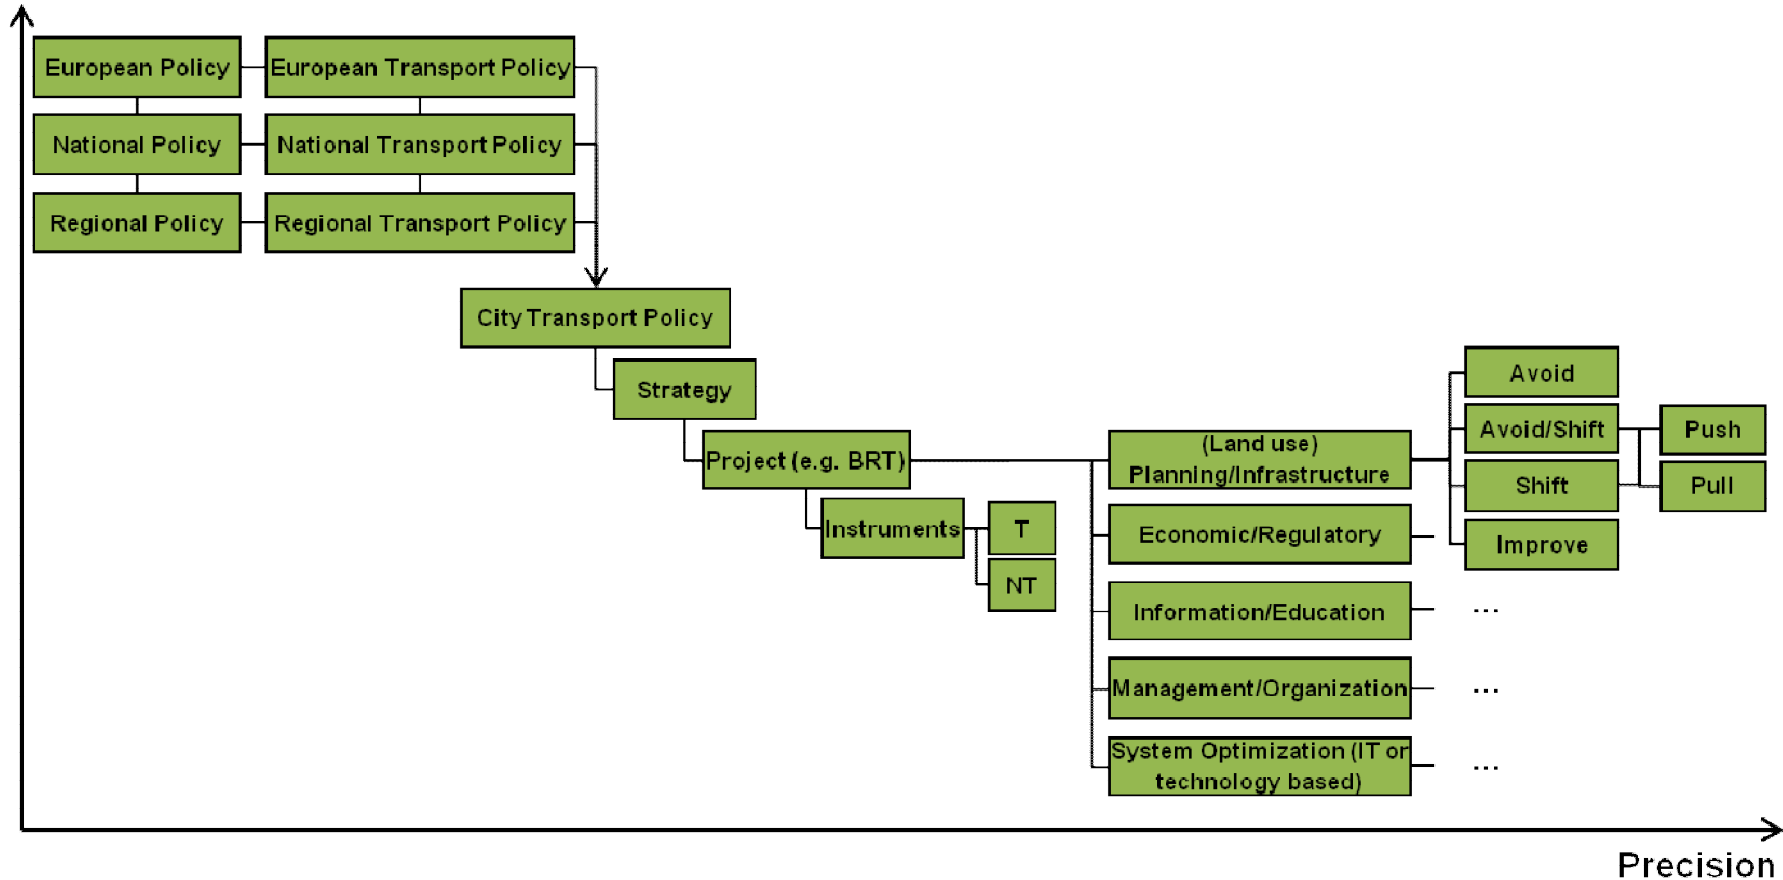 European Policy
European Transport Policy
National Policy
National Transport Policy
Regional Policy
Regional Transport Policy
City Transport Policy
Strategy
Project (e.g. BRT)
Instruments
T
NT
(Land use)
Planning/Infrastructure
Economic/Regulatory
Information/Education
Management/Organization
System Optimization (IT or
technology based)
Avoid
Avoid/Shift
Shift
Improve
Push
Pull
...
...
...
Precision